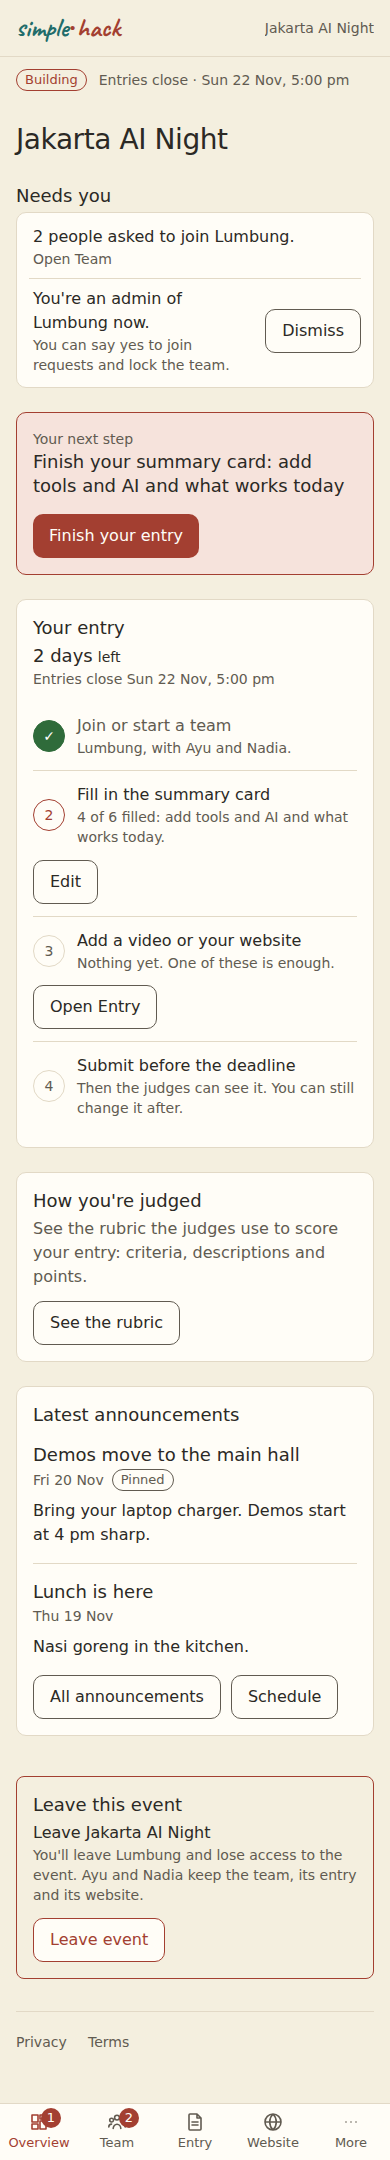 simple·hack
Jakarta AI Night
Building
Entries close · Sun 22 Nov, 5:00 pm
Jakarta AI Night
Needs you
2 people asked to join Lumbung.
Open Team
You're an admin of
Lumbung now.
You can say yes to join
requests and lock the team.
Dismiss
Your next step
Finish your summary card: add
tools and AI and what works today
Finish your entry
Your entry
2 days left
Entries close Sun 22 Nov, 5:00 pm
✓
Join or start a team
Lumbung, with Ayu and Nadia.
2
Fill in the summary card
4 of 6 filled: add tools and AI and what
works today.
Edit
3
Add a video or your website
Nothing yet. One of these is enough.
Open Entry
4
Submit before the deadline
Then the judges can see it. You can still
change it after.
How you're judged
See the rubric the judges use to score
your entry: criteria, descriptions and
points.
See the rubric
Latest announcements
Demos move to the main hall
Fri 20 Nov
Pinned
Bring your laptop charger. Demos start
at 4 pm sharp.
Lunch is here
Thu 19 Nov
Nasi goreng in the kitchen.
All announcements
Schedule
Leave this event
Leave Jakarta AI Night
You'll leave Lumbung and lose access to the
event. Ayu and Nadia keep the team, its entry
and its website.
Leave event
Privacy
Terms
1
Overview
2
Team
Entry
Website
More